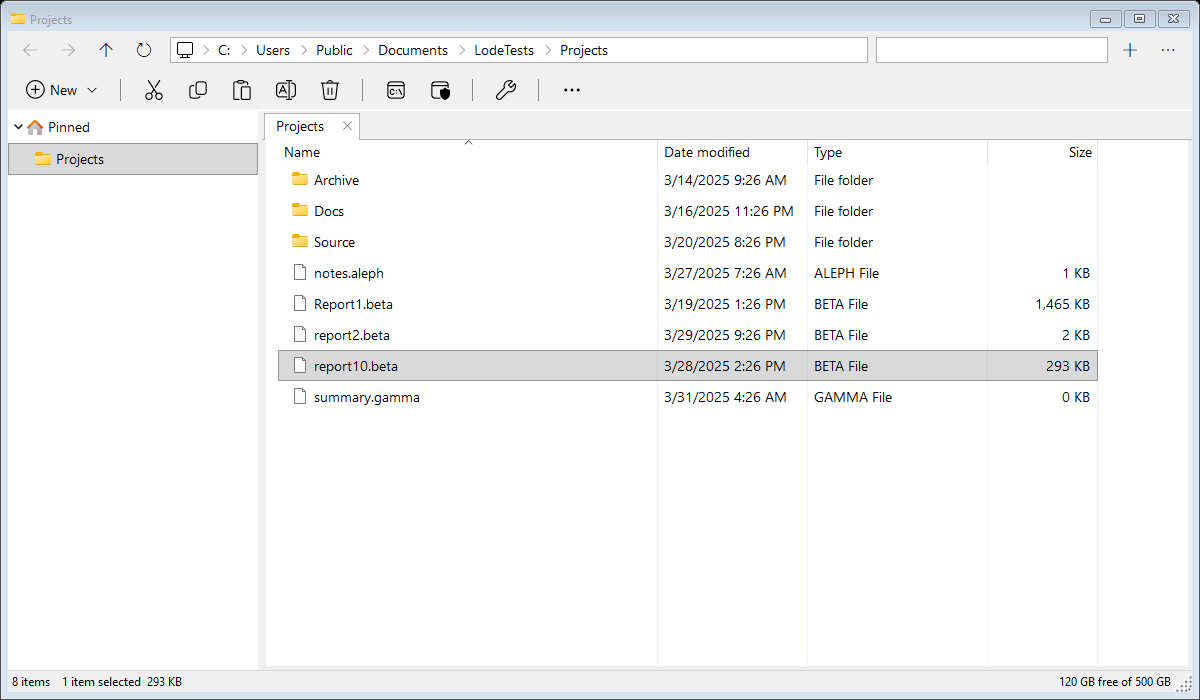 Projects
C: Users Public Documents LodeTests Projects
New
Pinned
Projects
Projects
Name Date modified Type Size
Archive 3/14/2025 9:26 AM File folder
Docs 3/16/2025 11:26 PM File folder
Source 3/20/2025 8:26 PM File folder
notes.aleph 3/27/2025 7:26 AM ALEPH File 1 KB
Report1.beta 3/19/2025 1:26 PM BETA File 1,465 KB
report2.beta 3/29/2025 9:26 PM BETA File 2 KB
report10.beta 3/28/2025 2:26 PM BETA File 293 KB
summary.gamma 3/31/2025 4:26 AM GAMMA File 0 KB
8 items 1 item selected 293 KB 120 GB free of 500 GB